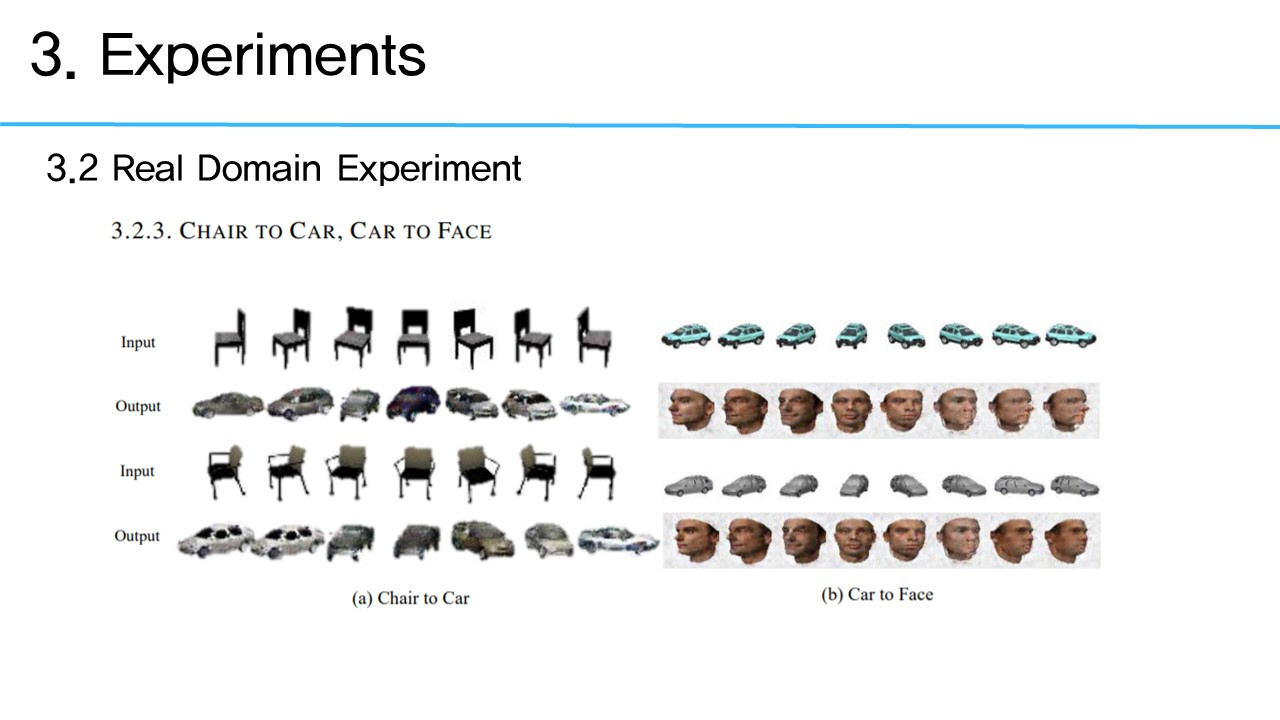 3. Experiments
3.2 Real Domain Experiment
3.2.3. CHAIR TO CAR, CAR TO FACE
Input
Output
Input
Output
(a) Chair to Car
(b) Car to Face